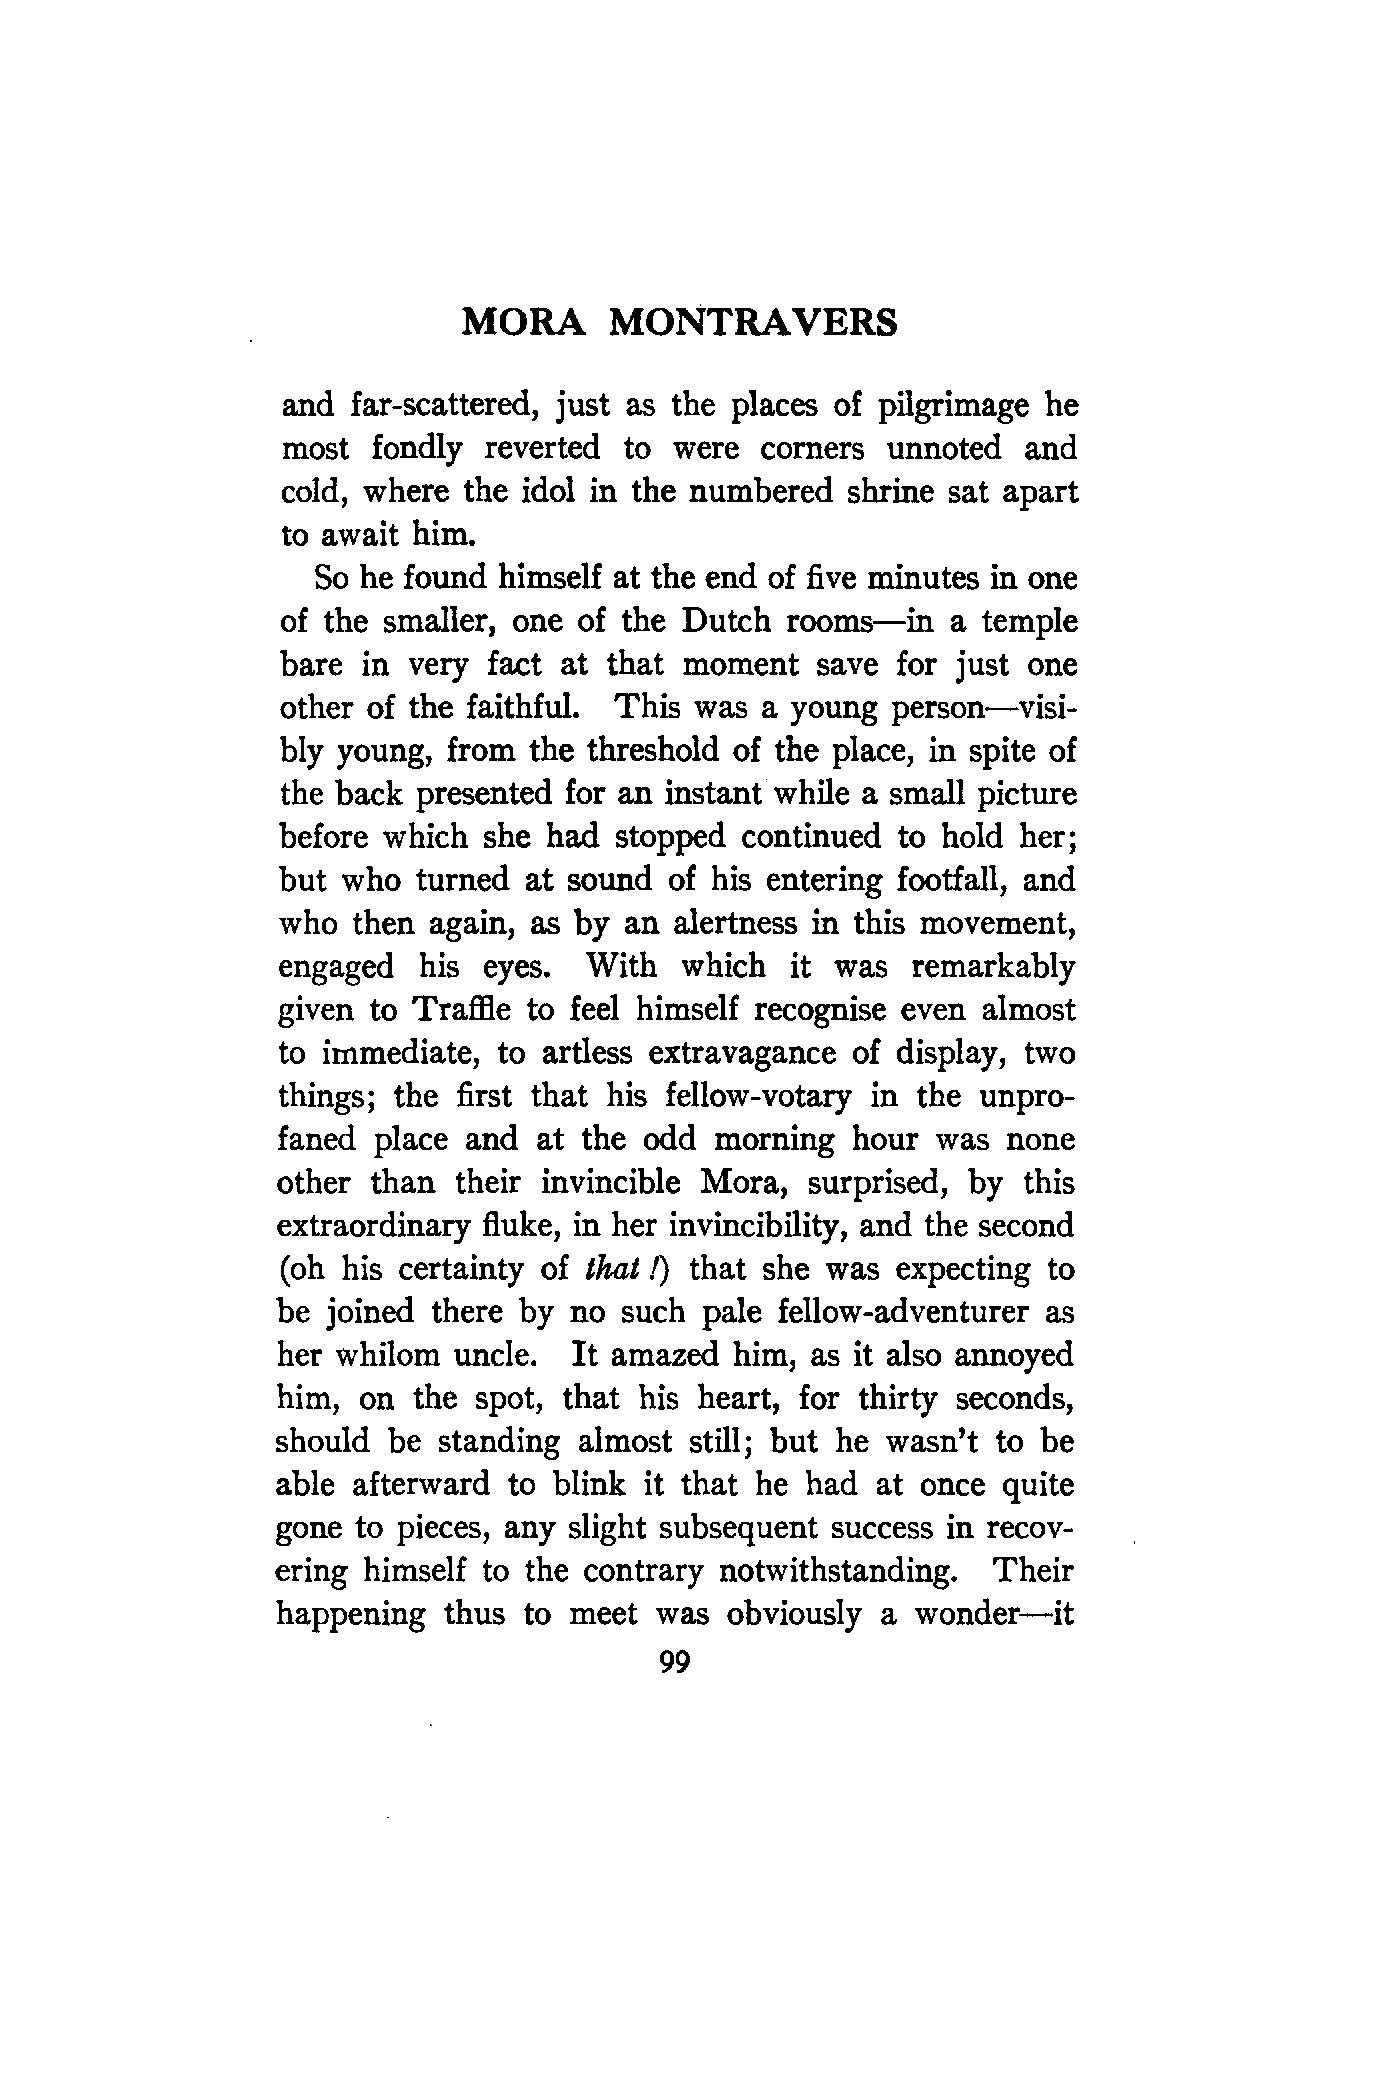 MORA MONTRAVERS
and far-scattered, just as the places of pilgrimage he
most fondly reverted to were corners unnoted and
cold, where the idol in the numbered shrine sat apart
to await him.
So he found himself at the end of five minutes in one
of the smaller, one of the Dutch rooms—in a temple
bare in very fact at that moment save for just one
other of the faithful. This was a young person—visi-
bly young, from the threshold of the place, in spite of
the back presented for an instant while a small picture
before which she had stopped continued to hold her;
but who turned at sound of his entering footfall, and
who then again, as by an alertness in this movement,
engaged his eyes. With which it was remarkably
given to Traffle to feel himself recognise even almost
to immediate, to artless extravagance of display, two
things; the first that his fellow-votary in the unpro-
faned place and at the odd morning hour was none
other than their invincible Mora, surprised, by this
extraordinary fluke, in her invincibility, and the second
(oh his certainty of that!) that she was expecting to
be joined there by no such pale fellow-adventurer as
her whilom uncle. It amazed him, as it also annoyed
him, on the spot, that his heart, for thirty seconds,
should be standing almost still; but he wasn't to be
able afterward to blink it that he had at once quite
gone to pieces, any slight subsequent success in recov-
ering himself to the contrary notwithstanding. Their
happening thus to meet was obviously a wonder—it
99